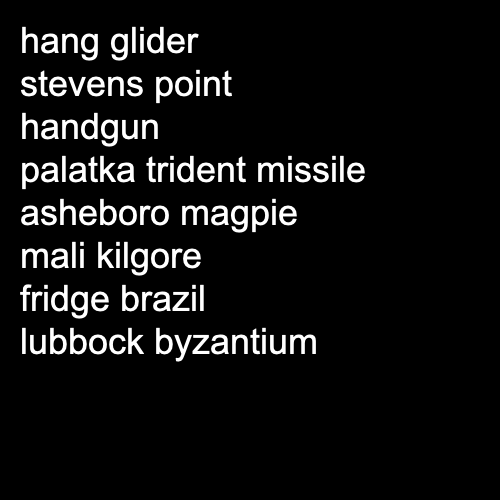 hang glider
stevens point
handgun
palatka trident missile
asheboro magpie
mali kilgore
fridge brazil
lubbock byzantium